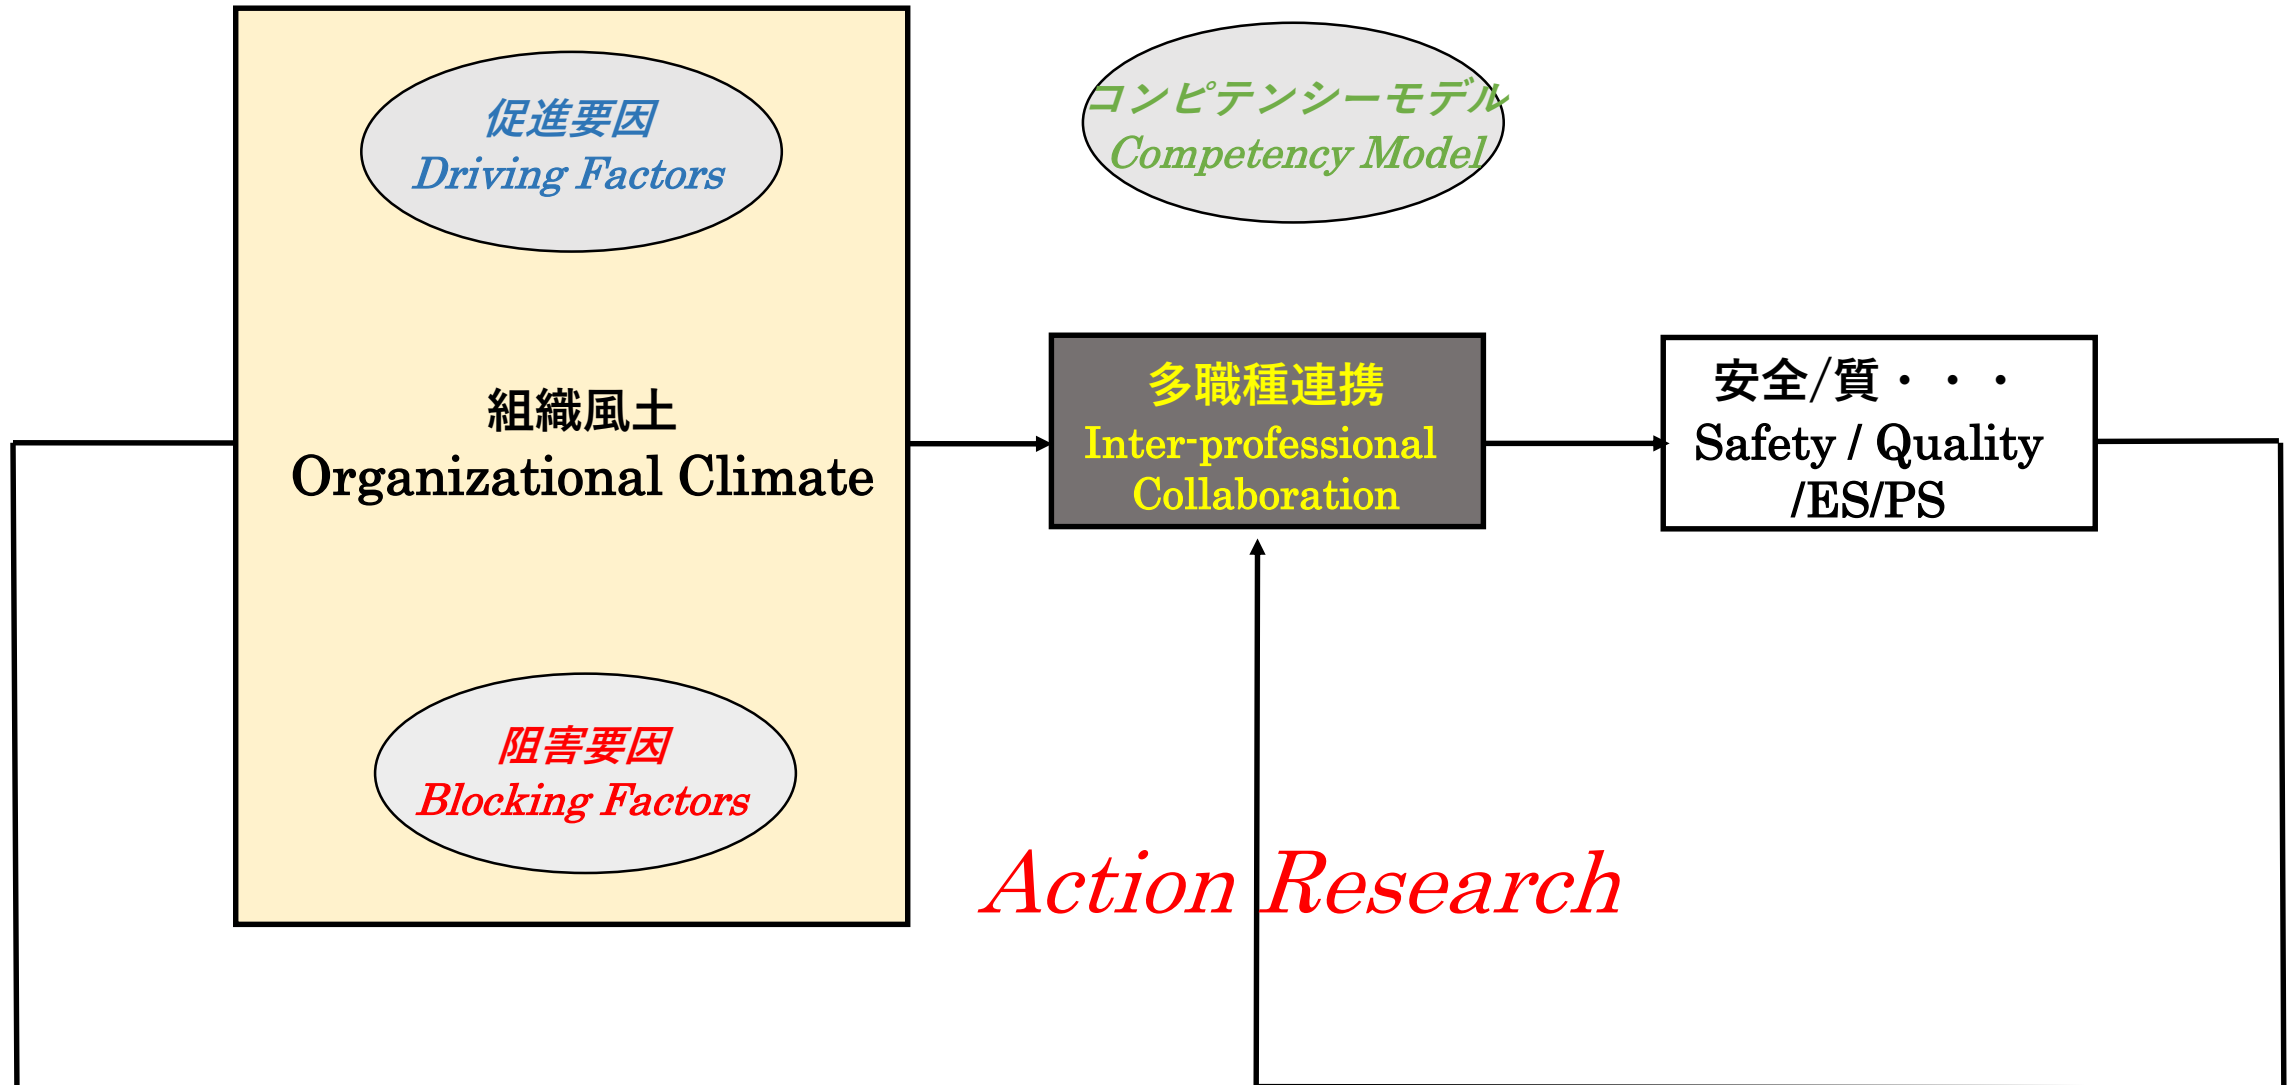 促進要因
Driving Factors
コンピテンシーモデル
Competency Model
組織風土
Organizational Climate
多職種連携
Inter-professional
Collaboration
安全/質・・・
Safety / Quality
/ES/PS
阻害要因
Blocking Factors
Action Research